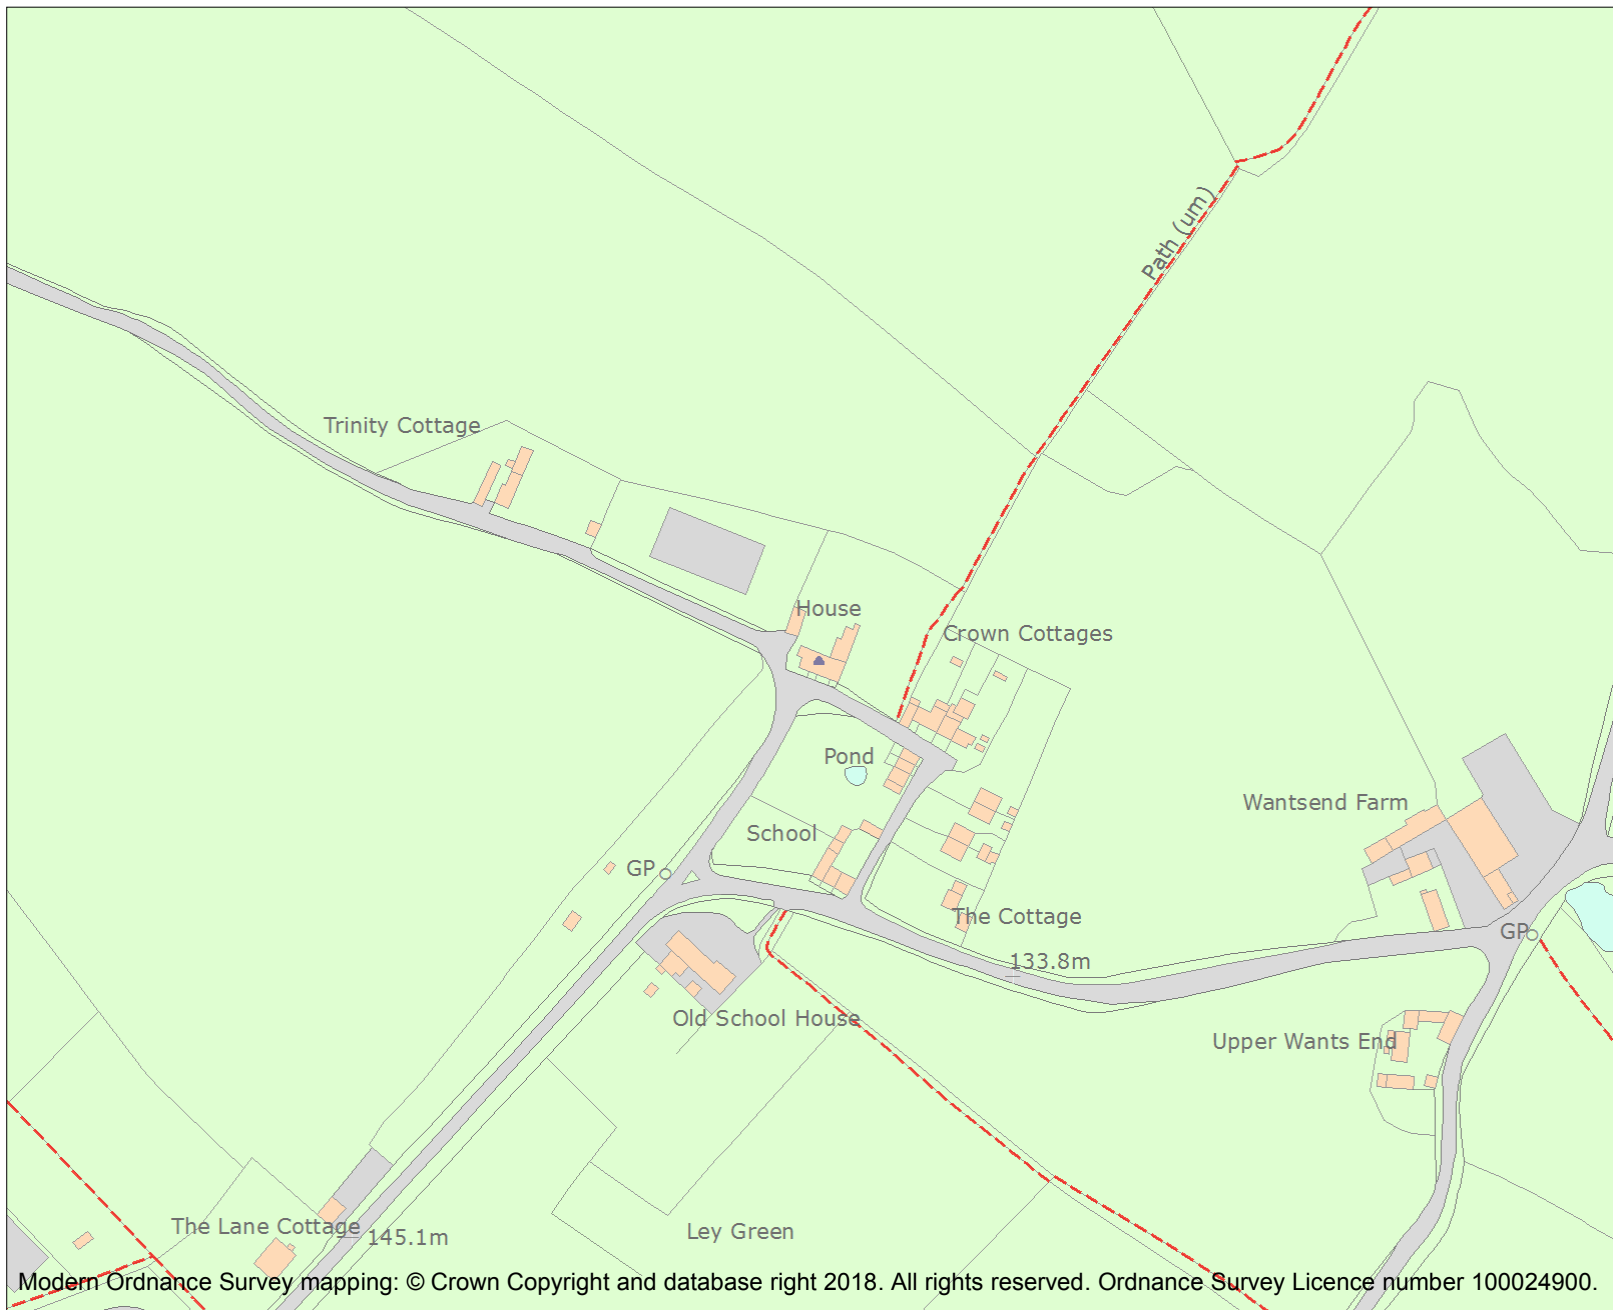 Path (um)
Trinity Cottage
House
Crown Cottages
Pond
Wantsend Farm
School
GP
The Cottage
GP
133.8m
Old School House
Upper Wants End
The Lane Cottage
145.1m
Ley Green
Modern Ordnance Survey mapping: © Crown Copyright and database right 2018. All rights reserved. Ordnance Survey Licence number 100024900.